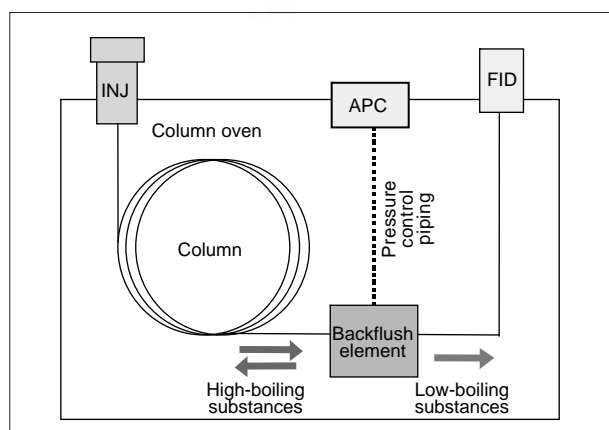 INJ
APC
FID
Column oven
Column
Pressure
control
piping
Backflush
element
High-boiling
substances
Low-boiling
substances